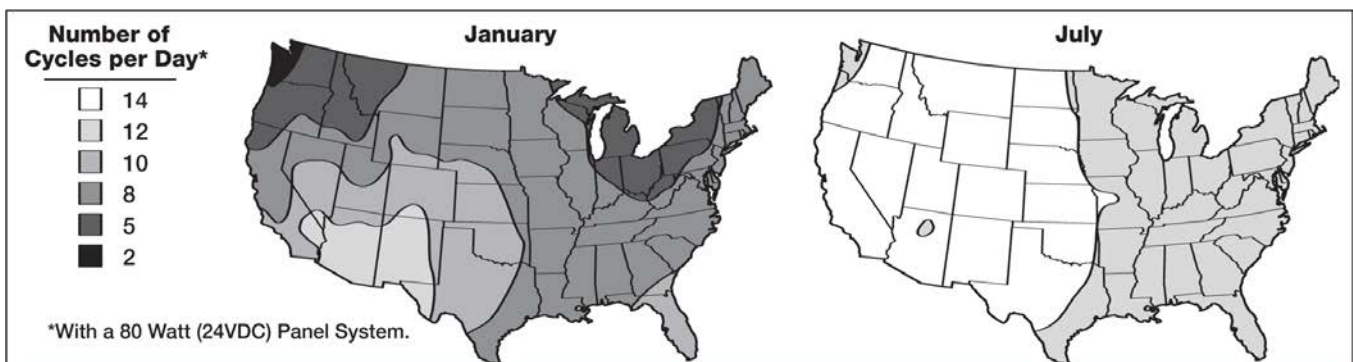 Number of
Cycles per Day*
14
12
10
8
5
2
January
July
*With a 80 Watt (24VDC) Panel System.